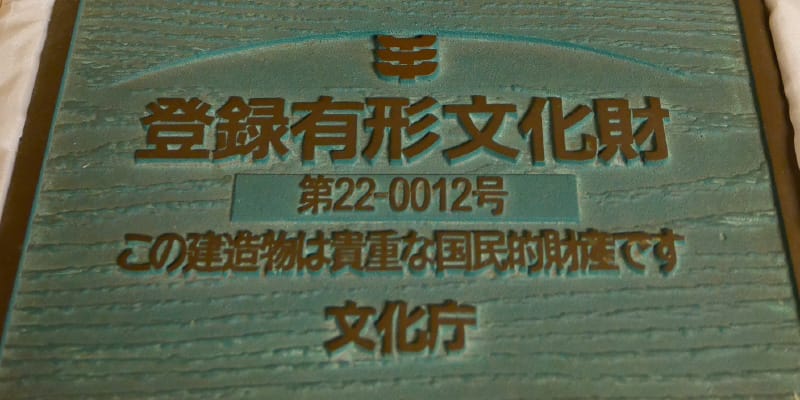 登録有形文化財
第22-0012号
この建造物は貴重な国民的財産です
文化庁